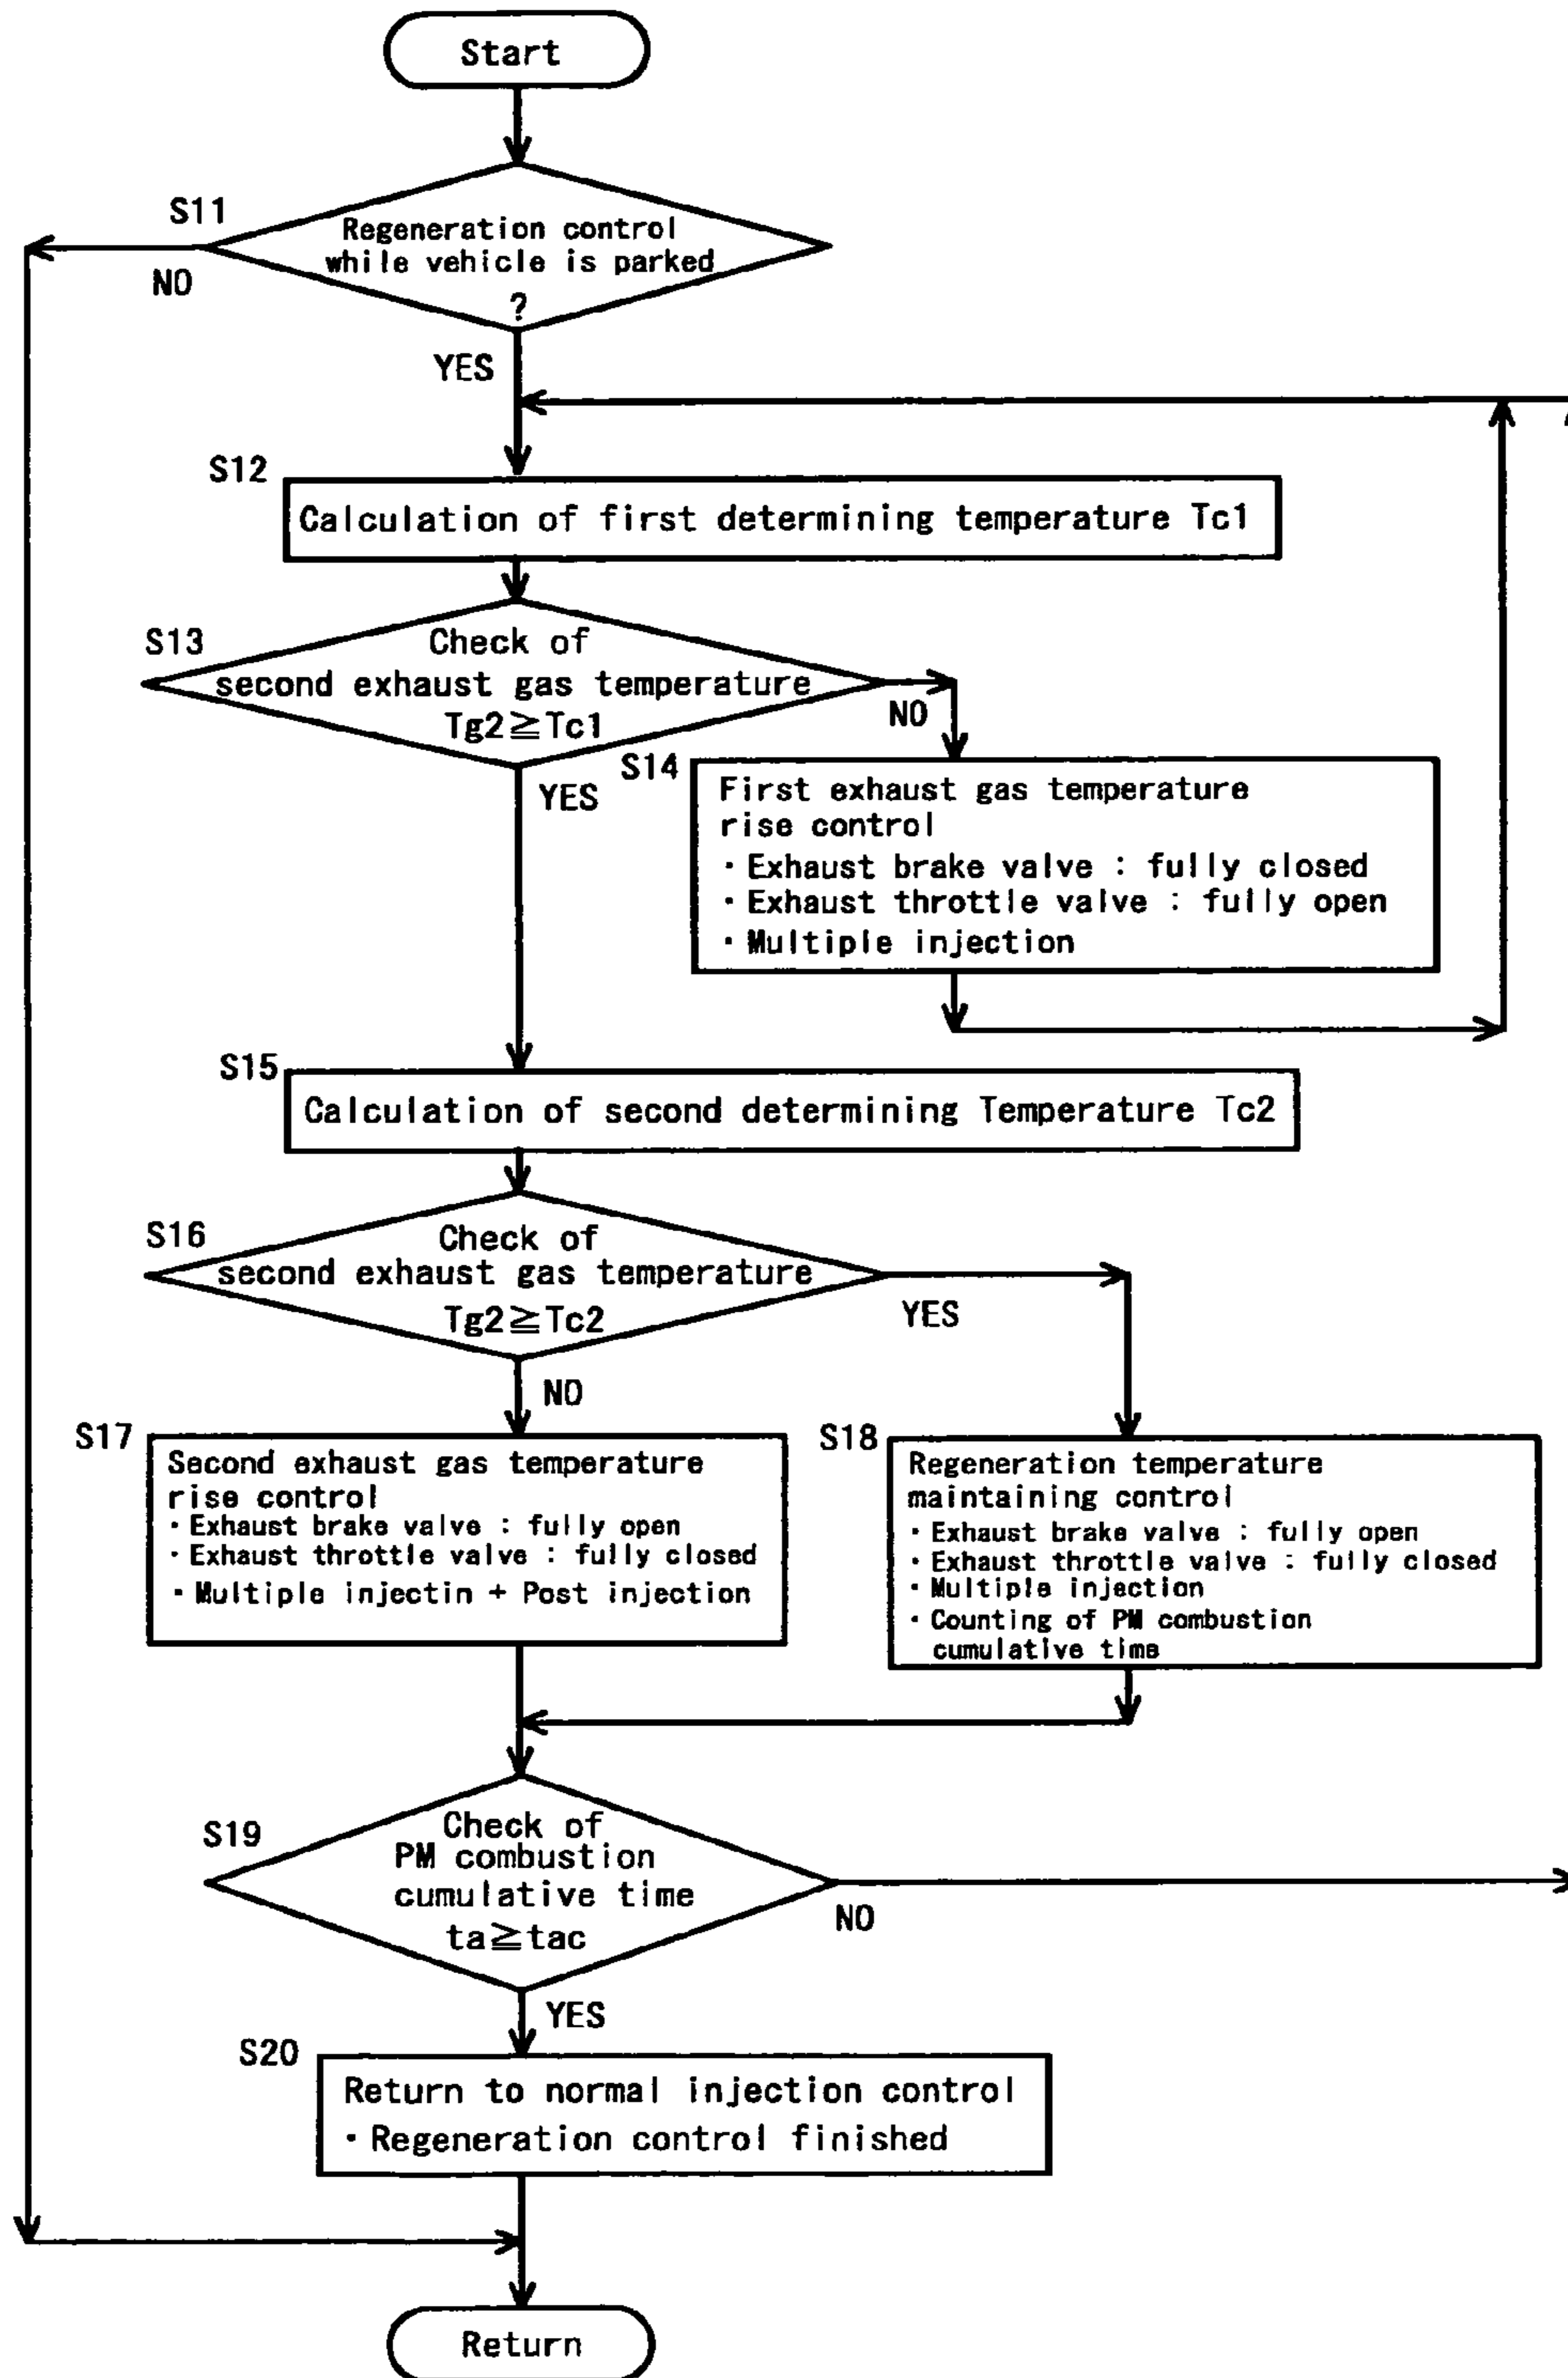 Start
S11
Regeneration control
while vehicle is parked
?
NO
YES
S12
Calculation of first determining temperature Tc1
S13
Check of
second exhaust gas temperature
Tg2≧Tc1
NO
YES
S14
First exhaust gas temperature
rise control
・Exhaust brake valve : fully closed
・Exhaust throttle valve : fully open
・Multiple injection
S15
Calculation of second determining Temperature Tc2
S16
Check of
second exhaust gas temperature
Tg2≧Tc2
YES
NO
S17
Second exhaust gas temperature
rise control
・Exhaust brake valve : fully open
・Exhaust throttle valve : fully closed
・Multiple injectin + Post injection
S18
Regeneration temperature
maintaining control
・Exhaust brake valve : fully open
・Exhaust throttle valve : fully closed
・Multiple injection
・Counting of PM combustion
cumulative time
S19
Check of
PM combustion
cumulative time
ta≧tac
NO
YES
S20
Return to normal injection control
・Regeneration control finished
Return